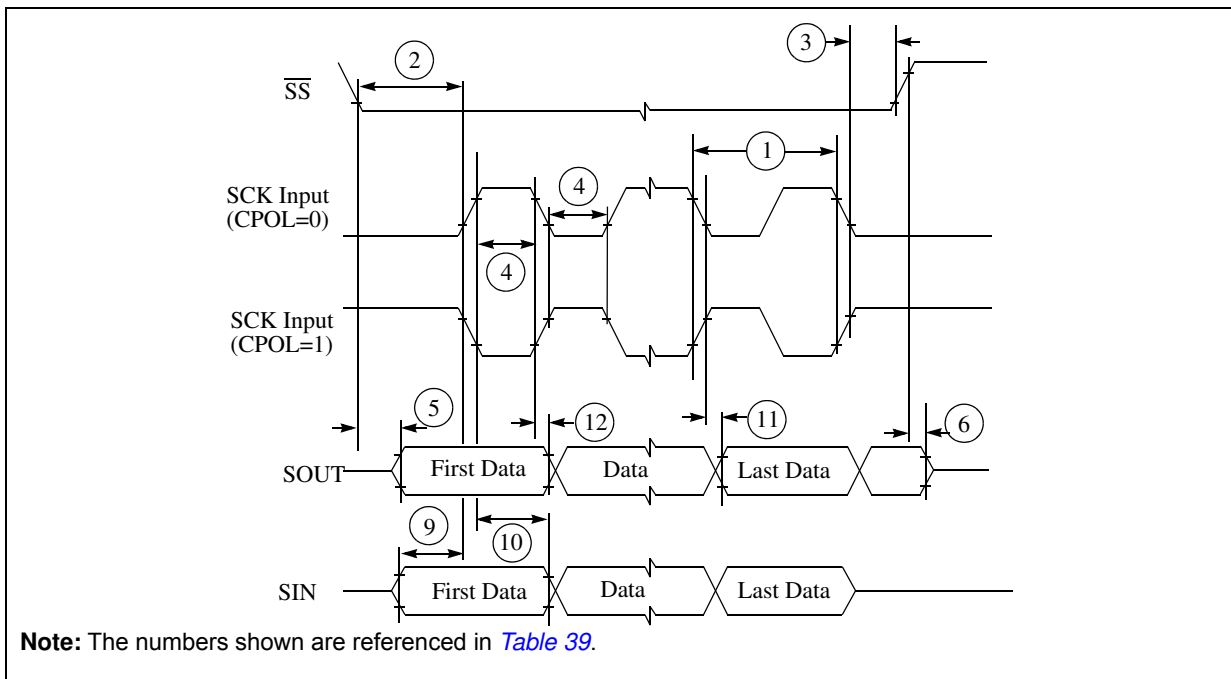 3
2
SS
1
SCK Input
(CPOL=0)
4
4
SCK Input
(CPOL=1)
5
12
11
6
SOUT
First Data
Data
Last Data
9
10
SIN
First Data
Data
Last Data
Note: The numbers shown are referenced in Table 39.